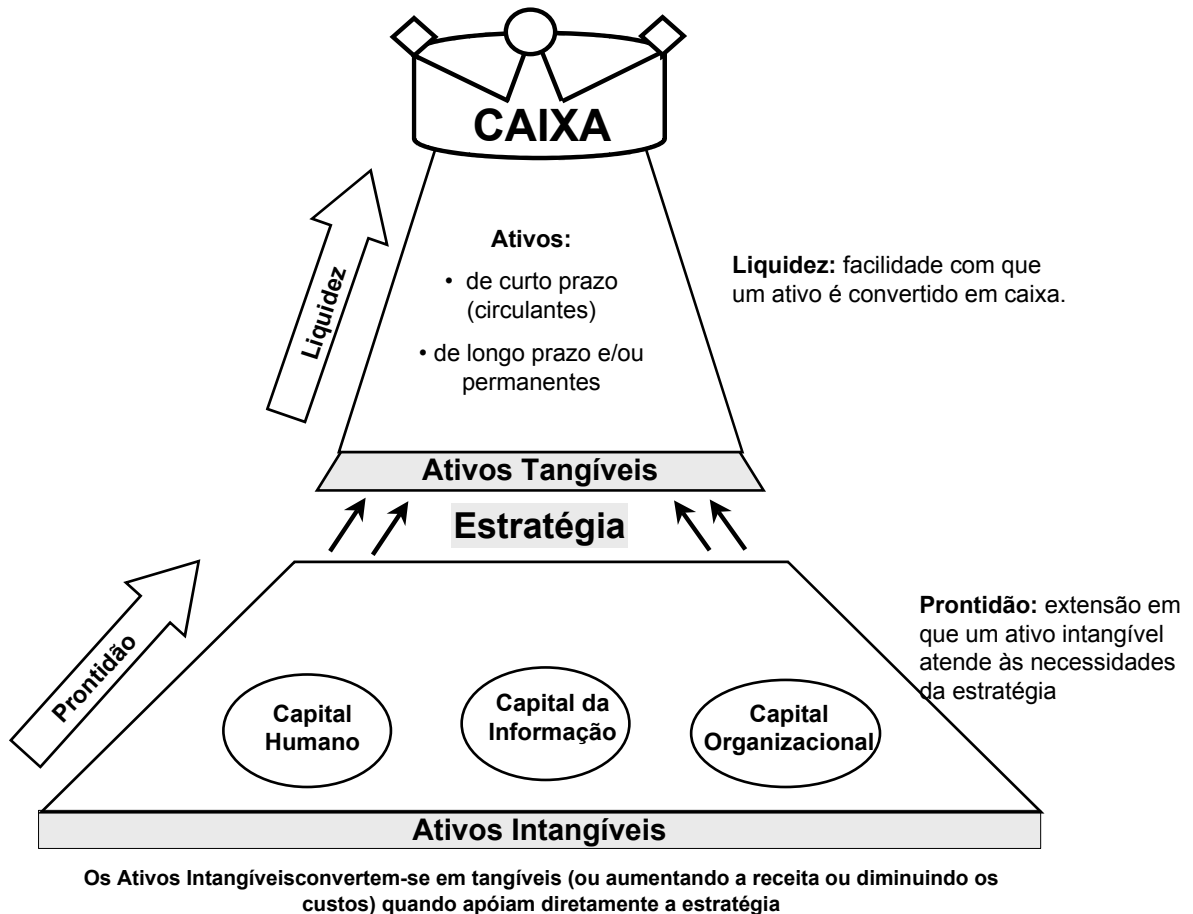 CAIXA
Liquidez
Ativos:
• de curto prazo
(circulantes)
• de longo prazo e/ou
permanentes
Liquidez: facilidade com que
um ativo é convertido em caixa.
Ativos Tangíveis
Estratégia
Prontidão
Prontidão: extensão em
que um ativo intangível
atende às necessidades
da estratégia
Capital
Humano
Capital da
Informação
Capital
Organizacional
Ativos Intangíveis
Os Ativos Intangíveisconvertem-se em tangíveis (ou aumentando a receita ou diminuindo os
custos) quando apóiam diretamente a estratégia